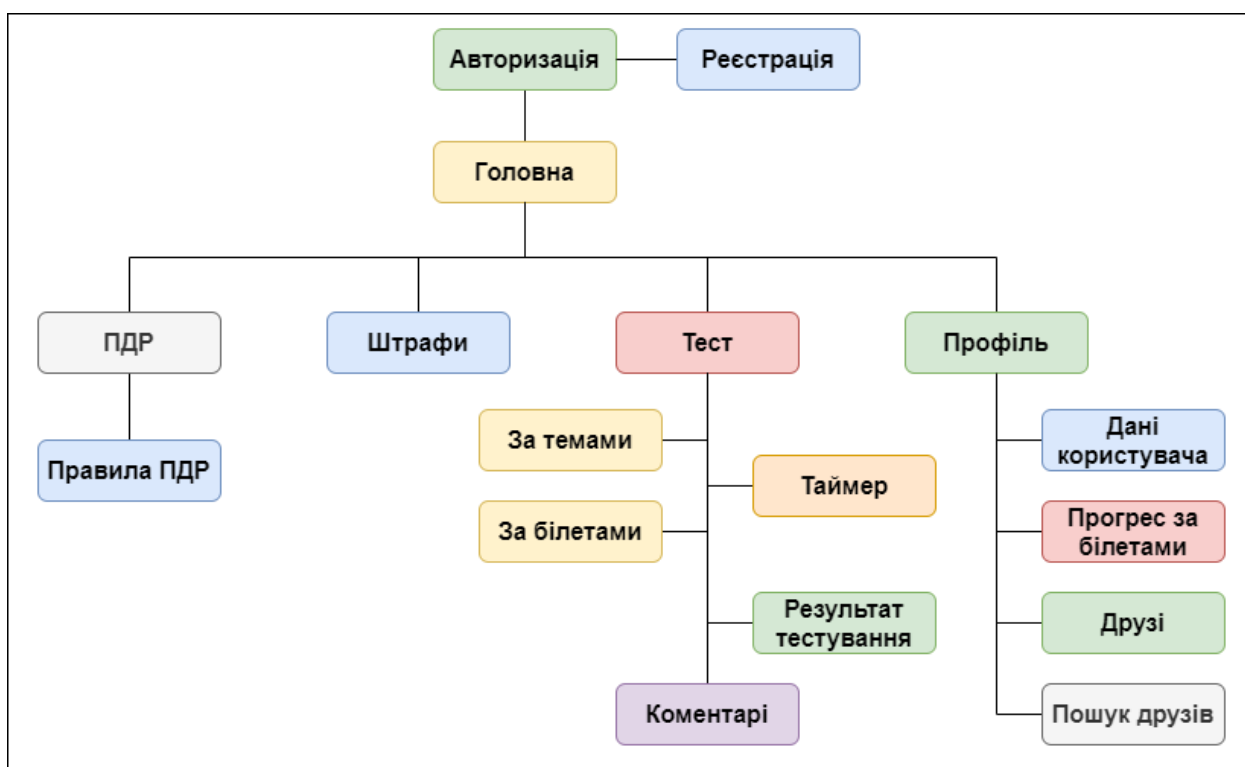 Авторизація
Реєстрація
Головна
ПДР
Штрафи
Тест
Профіль
Правила ПДР
За темами
Таймер
За білетами
Результат
тестування
Коментарі
Дані
користувача
Прогрес за
білетами
Друзі
Пошук друзів